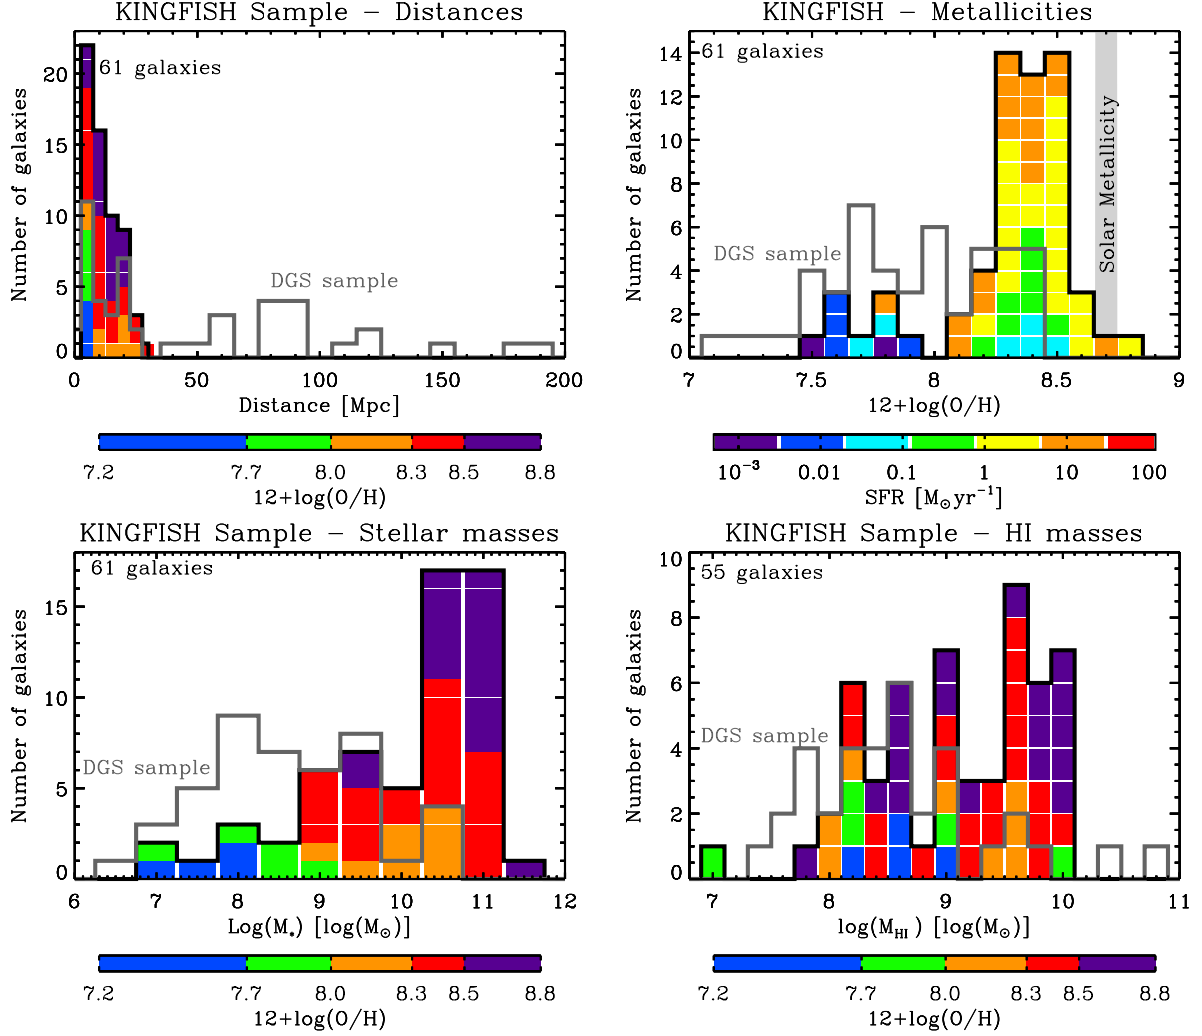 KINGFISH Sample – Distances
61 galaxies
DGS sample
Number of galaxies
20
15
10
5
0
0 50 100 150 200
Distance [Mpc]
7.2 7.7 8.0 8.3 8.5 8.8
12+log(O/H)
KINGFISH – Metallicities
61 galaxies
DGS sample
Solar Metallicity
Number of galaxies
14
12
10
8
6
4
2
0
7 7.5 8 8.5 9
12+log(O/H)
10⁻³ 0.01 0.1 1 10 100
SFR [M⊙yr⁻¹]
KINGFISH Sample – Stellar masses
61 galaxies
DGS sample
Number of galaxies
15
10
5
0
6 7 8 9 10 11 12
Log(M⁎) [log(M⊙)]
7.2 7.7 8.0 8.3 8.5 8.8
12+log(O/H)
KINGFISH Sample – HI masses
55 galaxies
DGS sample
Number of galaxies
10
8
6
4
2
0
7 8 9 10 11
log(M_HI) [log(M⊙)]
7.2 7.7 8.0 8.3 8.5 8.8
12+log(O/H)